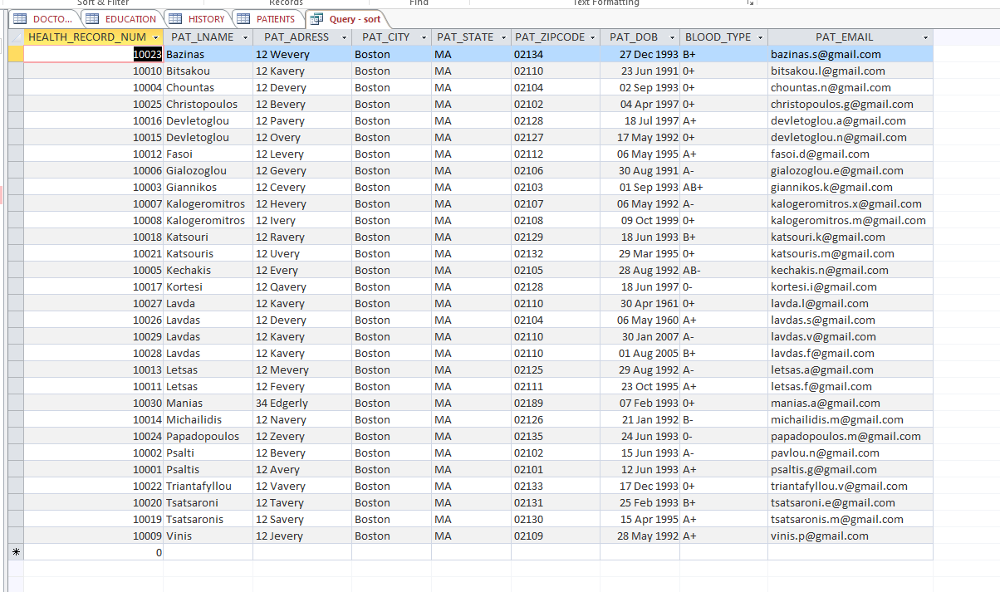 Sort & Filter Records Find Text Formatting
DOCTO... EDUCATION HISTORY PATIENTS Query - sort
HEALTH_RECORD_NUM PAT_LNAME PAT_ADRESS PAT_CITY PAT_STATE PAT_ZIPCODE PAT_DOB BLOOD_TYPE PAT_EMAIL
10023 Bazinas 12 Wevery Boston MA 02134 27 Dec 1993 B+ bazinas.s@gmail.com
10010 Bitsakou 12 Kavery Boston MA 02110 23 Jun 1991 0+ bitsakou.l@gmail.com
10004 Chountas 12 Devery Boston MA 02104 02 Sep 1993 0+ chountas.n@gmail.com
10025 Christopoulos 12 Bevery Boston MA 02102 04 Apr 1997 0+ christopoulos.g@gmail.com
10016 Devletoglou 12 Pavery Boston MA 02128 18 Jul 1997 A+ devletoglou.a@gmail.com
10015 Devletoglou 12 Overy Boston MA 02127 17 May 1992 0+ devletoglou.n@gmail.com
10012 Fasoi 12 Levery Boston MA 02112 06 May 1995 A+ fasoi.d@gmail.com
10006 Gialozoglou 12 Gevery Boston MA 02106 30 Aug 1991 A- gialozoglou.e@gmail.com
10003 Giannikos 12 Cevery Boston MA 02103 01 Sep 1993 AB+ giannikos.k@gmail.com
10007 Kalogeromitros 12 Hevery Boston MA 02107 06 May 1992 A- kalogeromitros.x@gmail.com
10008 Kalogeromitros 12 Ivery Boston MA 02108 09 Oct 1999 0+ kalogeromitros.m@gmail.com
10018 Katsouri 12 Ravery Boston MA 02129 18 Jun 1993 B+ katsouri.k@gmail.com
10021 Katsouris 12 Uvery Boston MA 02132 29 Mar 1995 0+ katsouris.m@gmail.com
10005 Kechakis 12 Every Boston MA 02105 28 Aug 1992 AB- kechakis.n@gmail.com
10017 Kortesi 12 Qavery Boston MA 02128 18 Jun 1997 0- kortesi.i@gmail.com
10027 Lavda 12 Kavery Boston MA 02110 30 Apr 1961 0+ lavda.l@gmail.com
10026 Lavdas 12 Devery Boston MA 02104 06 May 1960 A+ lavdas.s@gmail.com
10029 Lavdas 12 Kavery Boston MA 02110 30 Jan 2007 A- lavdas.v@gmail.com
10028 Lavdas 12 Kavery Boston MA 02110 01 Aug 2005 B+ lavdas.f@gmail.com
10013 Letsas 12 Mevery Boston MA 02125 29 Aug 1992 A- letsas.a@gmail.com
10011 Letsas 12 Fevery Boston MA 02111 23 Oct 1995 A+ letsas.f@gmail.com
10030 Manias 34 Edgerly Boston MA 02189 07 Feb 1993 0+ manias.a@gmail.com
10014 Michailidis 12 Navery Boston MA 02126 21 Jan 1992 B- michailidis.m@gmail.com
10024 Papadopoulos 12 Zevery Boston MA 02135 24 Jun 1993 0- papadopoulos.m@gmail.com
10002 Psalti 12 Bevery Boston MA 02102 15 Jun 1993 A- pavlou.n@gmail.com
10001 Psaltis 12 Avery Boston MA 02101 12 Jun 1993 A+ psaltis.g@gmail.com
10022 Triantafyllou 12 Vavery Boston MA 02133 17 Dec 1993 0+ triantafyllou.v@gmail.com
10020 Tsatsaroni 12 Tavery Boston MA 02131 25 Feb 1993 B+ tsatsaroni.e@gmail.com
10019 Tsatsaronis 12 Savery Boston MA 02130 15 Apr 1995 A+ tsatsaronis.m@gmail.com
10009 Vinis 12 Jevery Boston MA 02109 28 May 1992 A+ vinis.p@gmail.com
0